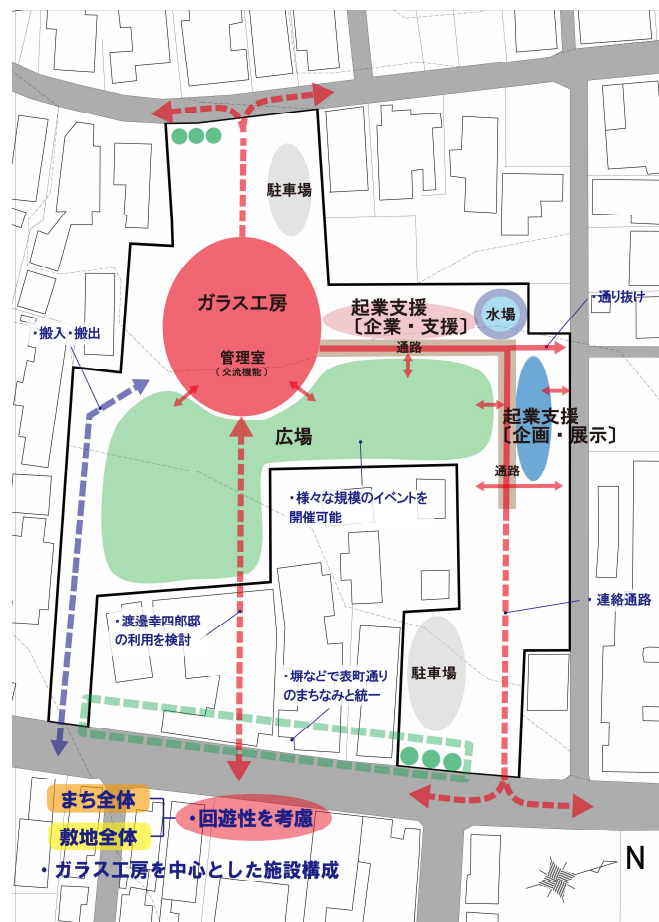 駐車場
ガラス工房
管理室
(交流機能)
起業支援
〔企業・支援〕
水場
・通り抜け
・搬入・搬出
通路
起業支援
〔企画・展示〕
広場
通路
・様々な規模のイベントを
開催可能
・連絡通路
・渡邊幸四郎邸
の利用を検討
駐車場
・塀などで表町通り
のまちなみと統一
まち全体
敷地全体
・回遊性を考慮
・ガラス工房を中心とした施設構成
N